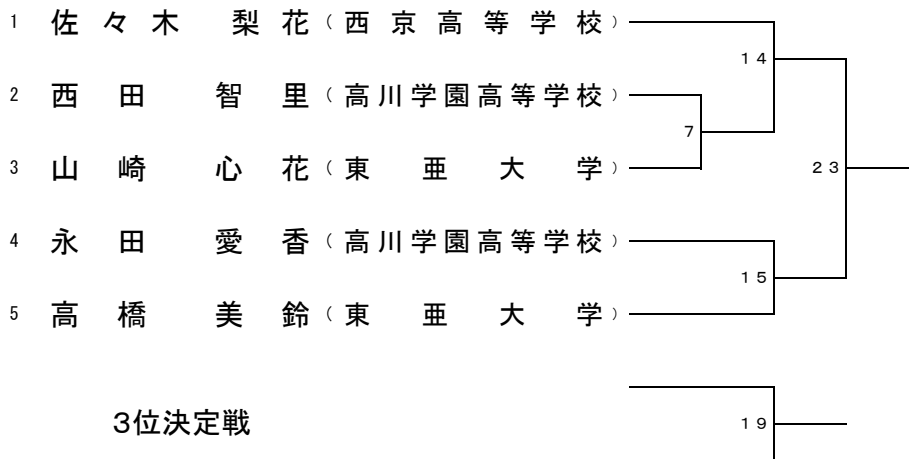 1 佐々木 梨花（西京高等学校）
14
2 西田 智里（高川学園高等学校）
7
3 山崎 心花（東亜大学）
23
4 永田 愛香（高川学園高等学校）
15
5 高橋 美鈴（東亜大学）
3位決定戦
19